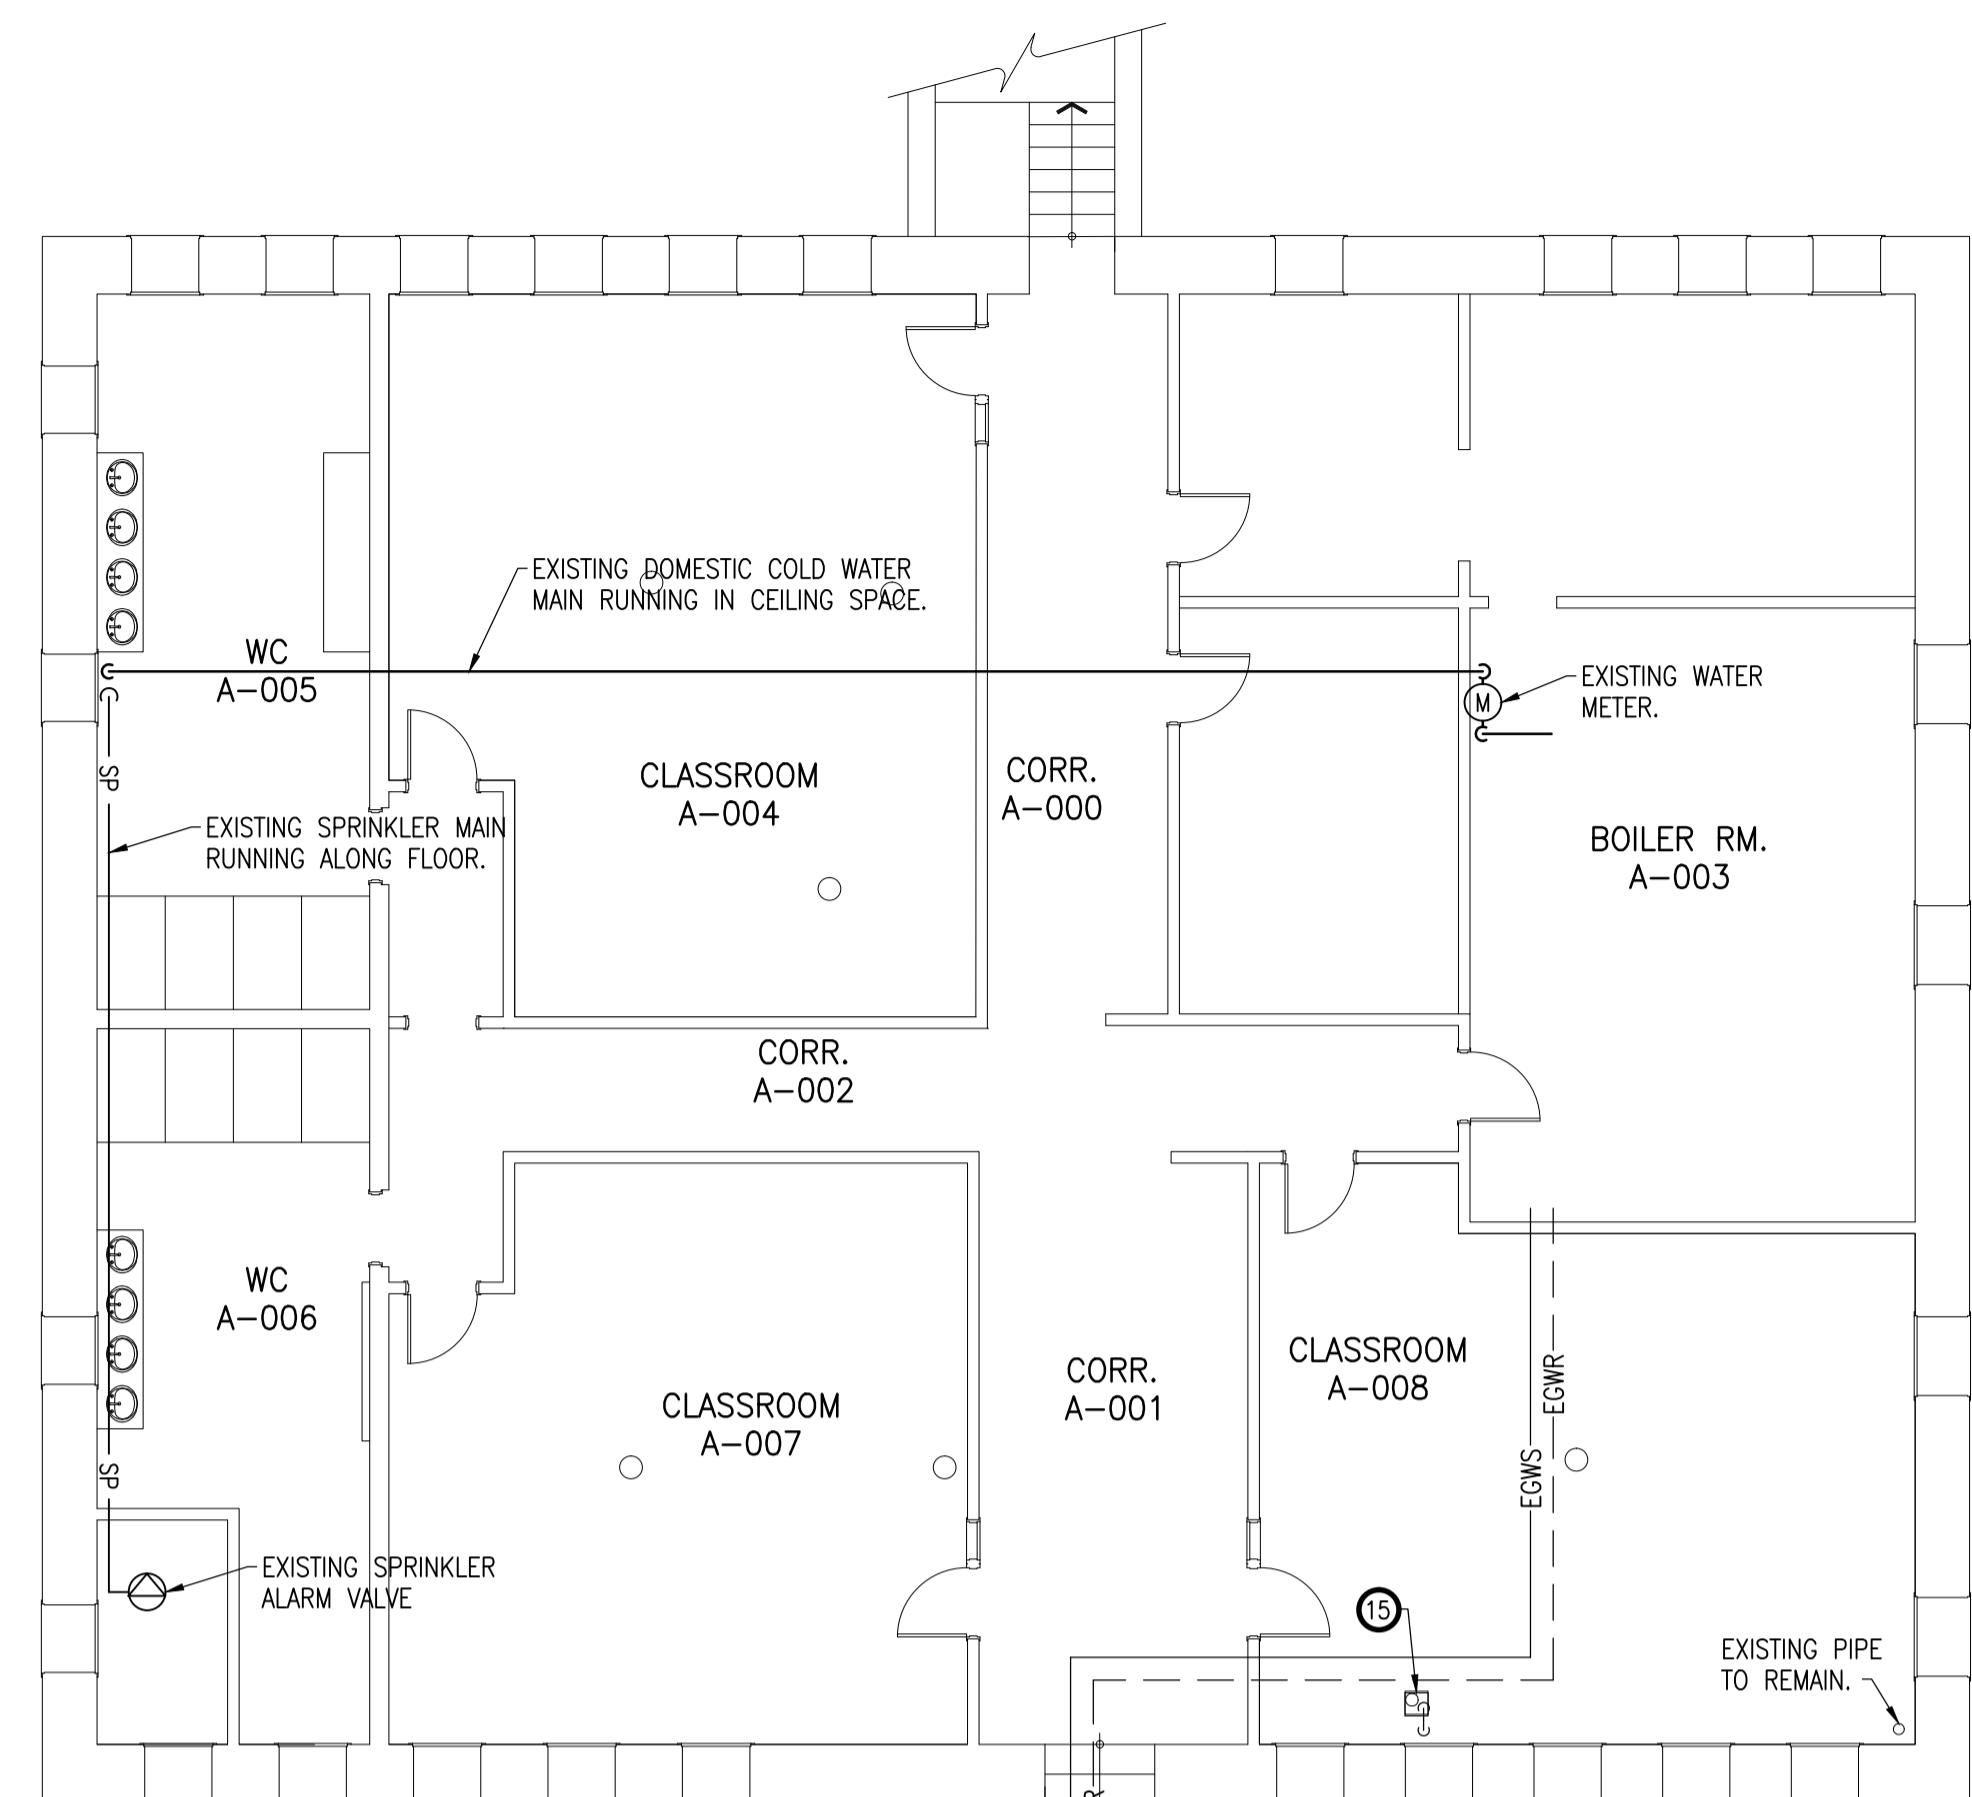 EXISTING DOMESTIC COLD WATER
MAIN RUNNING IN CEILING SPACE.
WC
A-005
EXISTING WATER
METER.
M
SP
CLASSROOM
A-004
CORR.
A-000
EXISTING SPRINKLER MAIN
RUNNING ALONG FLOOR.
BOILER RM.
A-003
CORR.
A-002
WC
A-006
CLASSROOM
A-008
CORR.
A-001
CLASSROOM
A-007
EGWR
EGWS
SP
EXISTING SPRINKLER
ALARM VALVE
15
EXISTING PIPE
TO REMAIN.